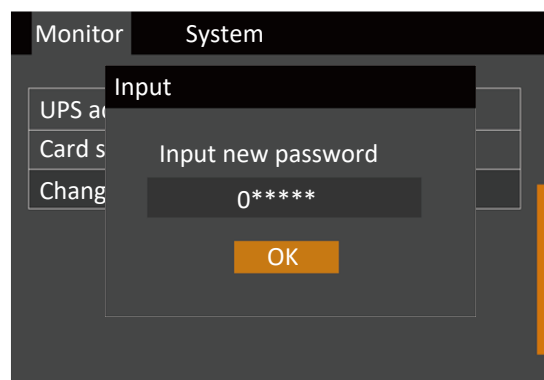 Monitor System
Input
UPS a
Card s
Input new password
Chang
0*****
OK